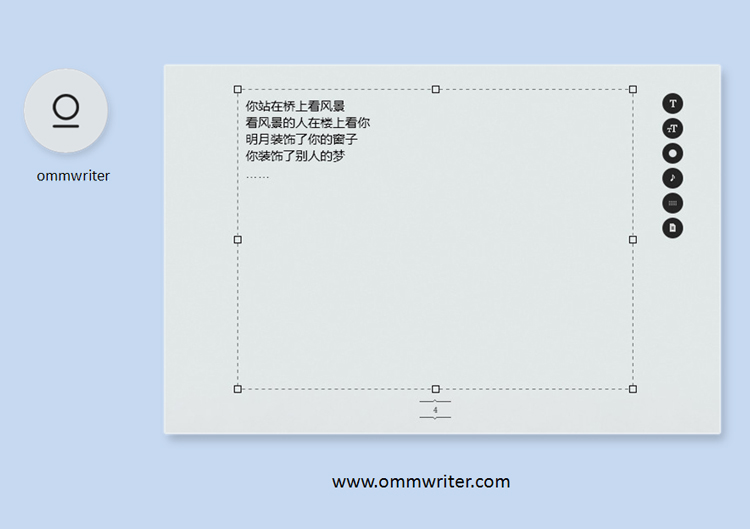 ommwriter
你站在桥上看风景
看风景的人在楼上看你
明月装饰了你的窗子
你装饰了别人的梦
……
T
TT
4
www.ommwriter.com